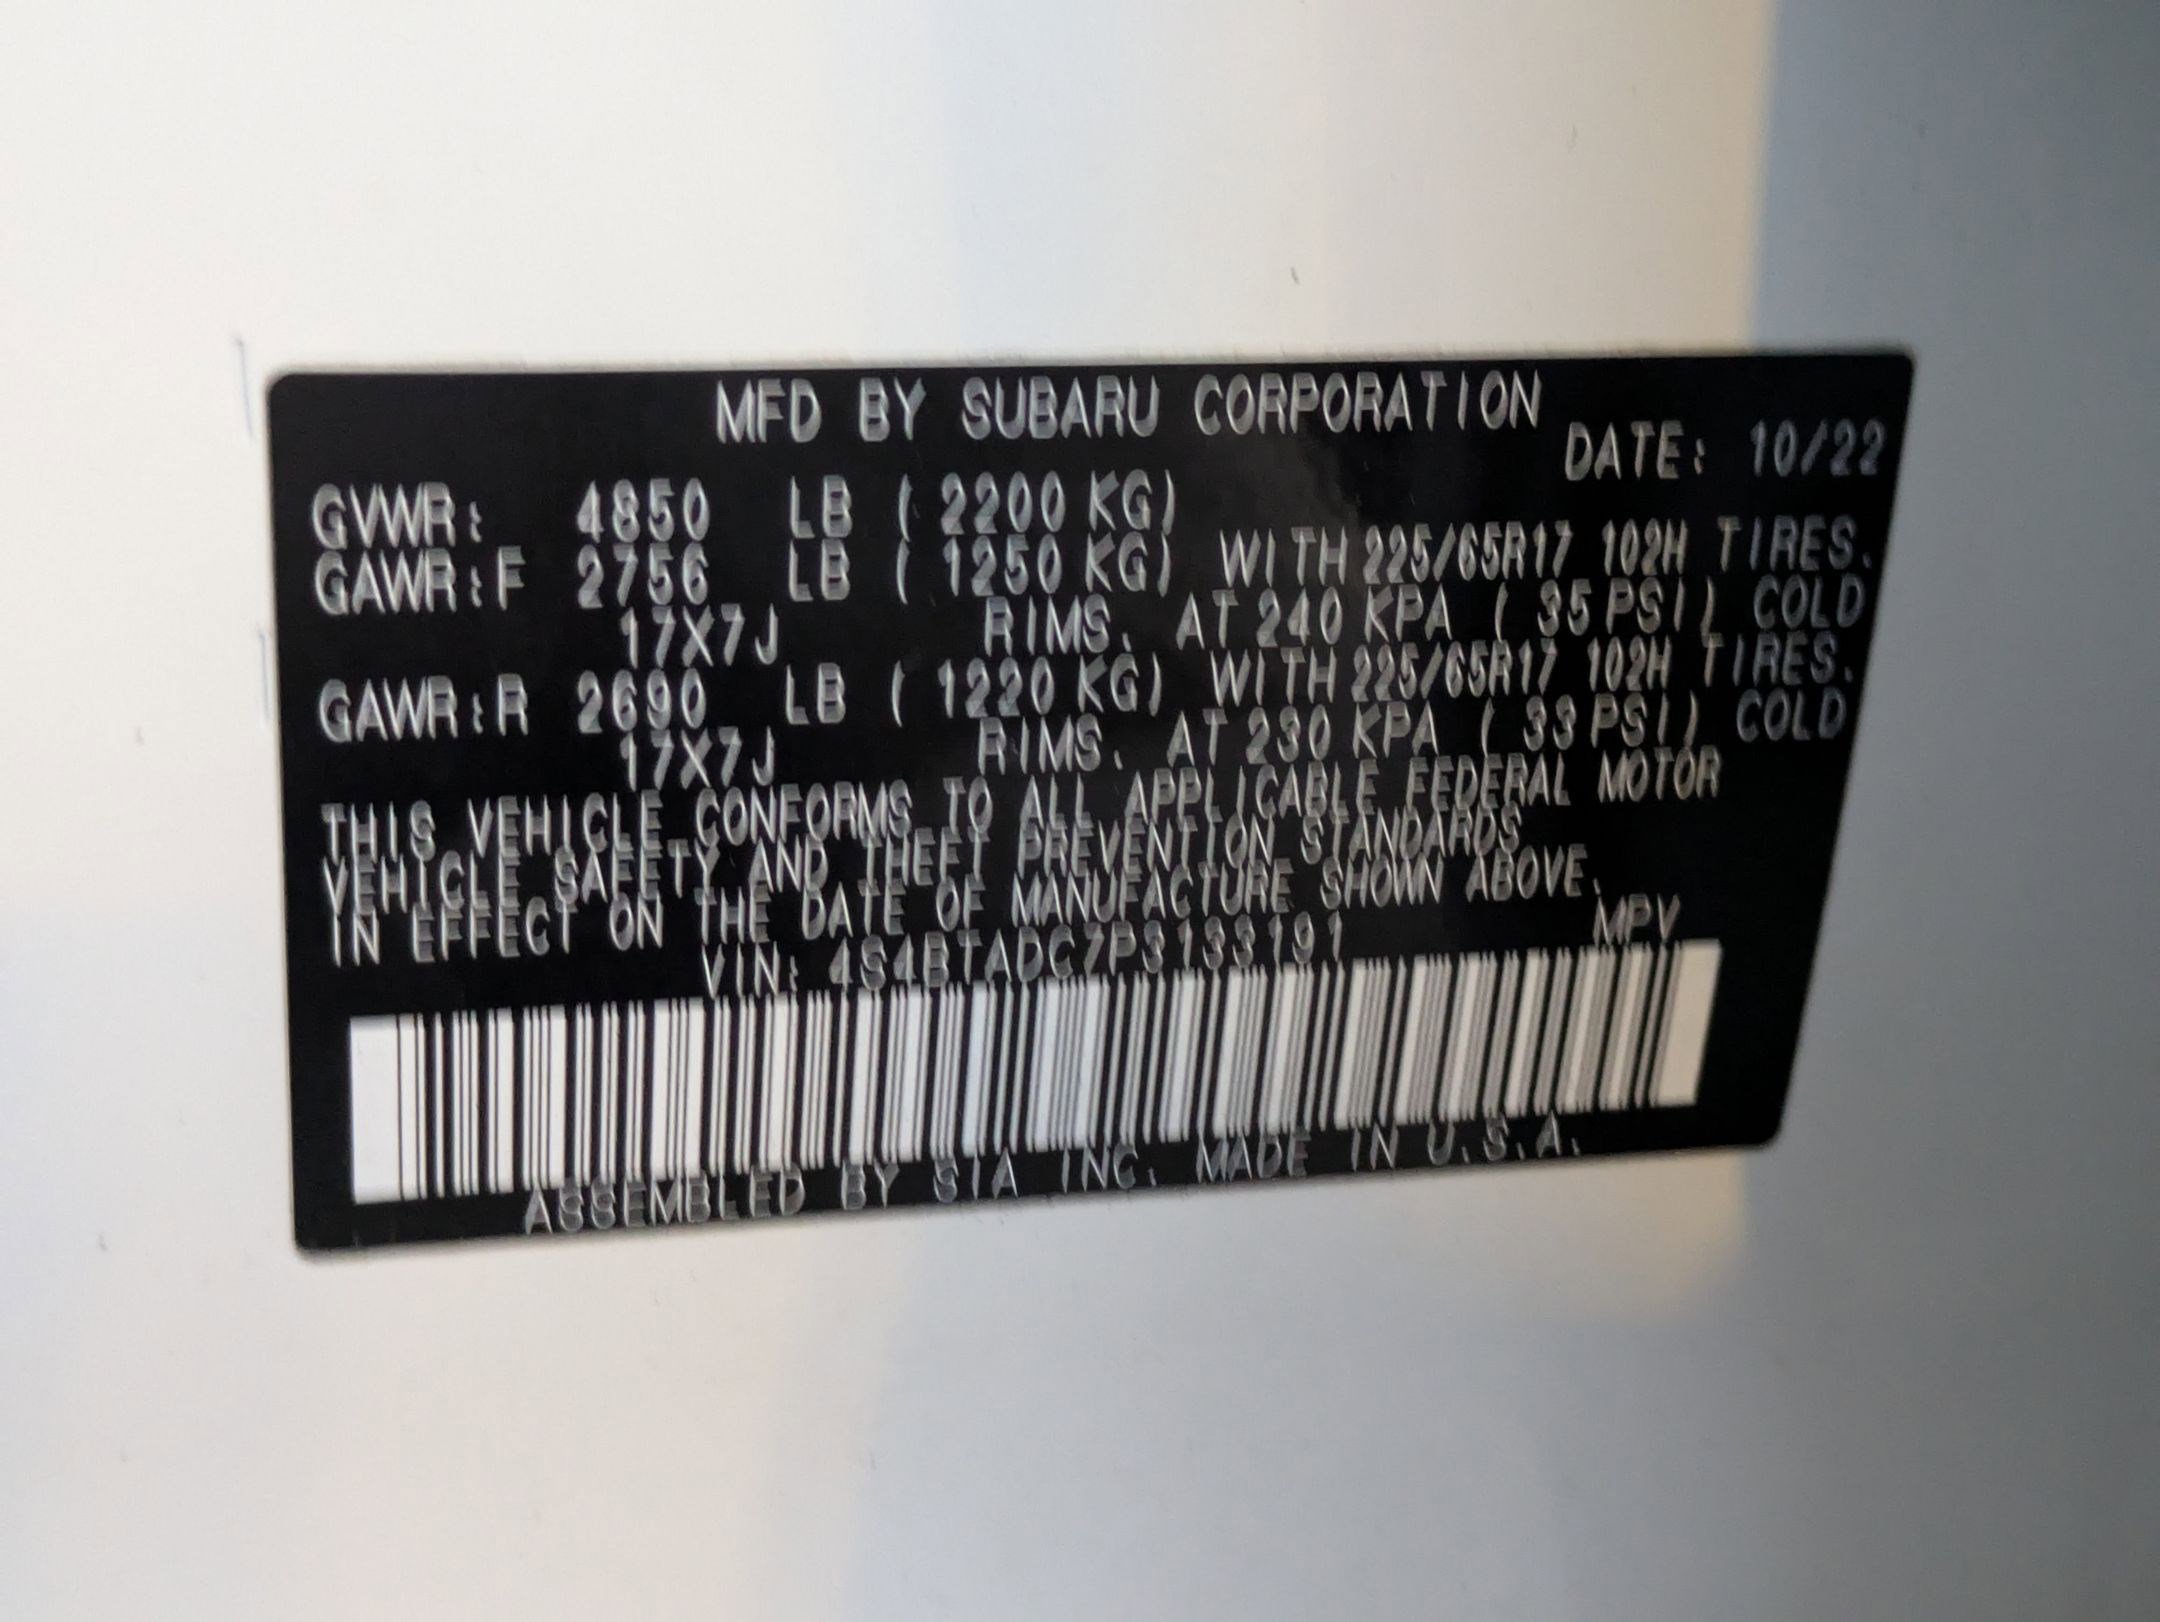 MFD BY SUBARU CORPORATION
DATE: 10/22
GVWR: 4850 LB ( 2200 KG)
GAWR:F 2756 LB ( 1250 KG) WITH 225/65R17 102H TIRES.
17X7J RIMS. AT 240 KPA ( 35 PSI) COLD
GAWR:R 2690 LB ( 1220 KG) WITH 225/65R17 102H TIRES.
17X7J RIMS. AT 230 KPA ( 33 PSI) COLD
THIS VEHICLE CONFORMS TO ALL APPLICABLE FEDERAL MOTOR
VEHICLE SAFETY AND THEFT PREVENTION STANDARDS
IN EFFECT ON THE DATE OF MANUFACTURE SHOWN ABOVE.
VIN: 4S4BTADC7P3133191 MPV
ASSEMBLED BY SIA INC. MADE IN U.S.A.